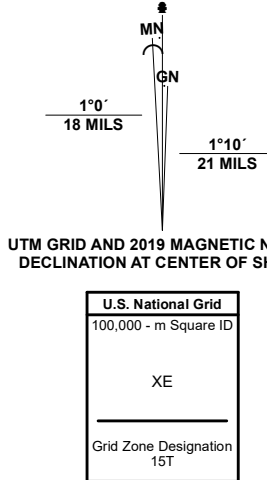 MN
GN
1°0´
18 MILS
1°10´
21 MILS
UTM GRID AND 2019 MAGNETIC
DECLINATION AT CENTER OF
U.S. National Grid
100,000 - m Square ID
XE
Grid Zone Designation
15T